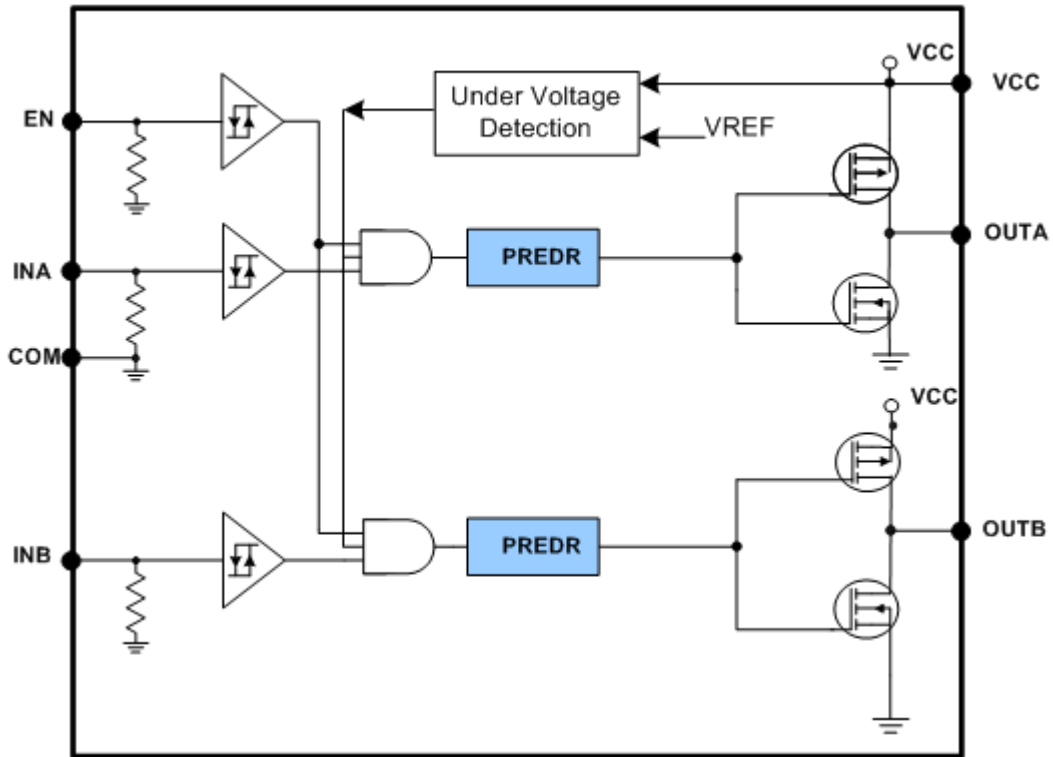 VCC
VCC
EN
Under Voltage
Detection
VREF
INA
PREDR
OUTA
COM
VCC
INB
PREDR
OUTB